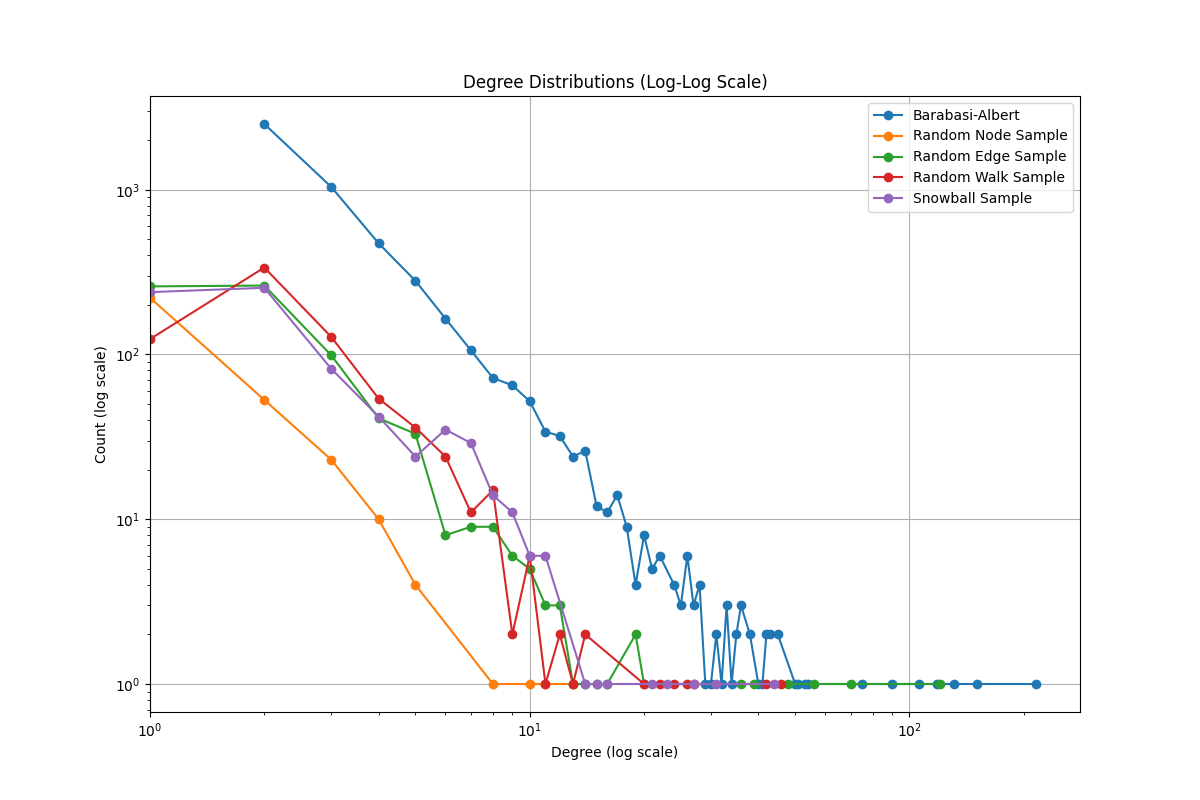 Degree Distributions (Log-Log Scale)
Barabasi-Albert
Random Node Sample
Random Edge Sample
Random Walk Sample
Snowball Sample
Count (log scale)
10³
10²
10¹
10⁰
10⁰ 10¹ 10²
Degree (log scale)